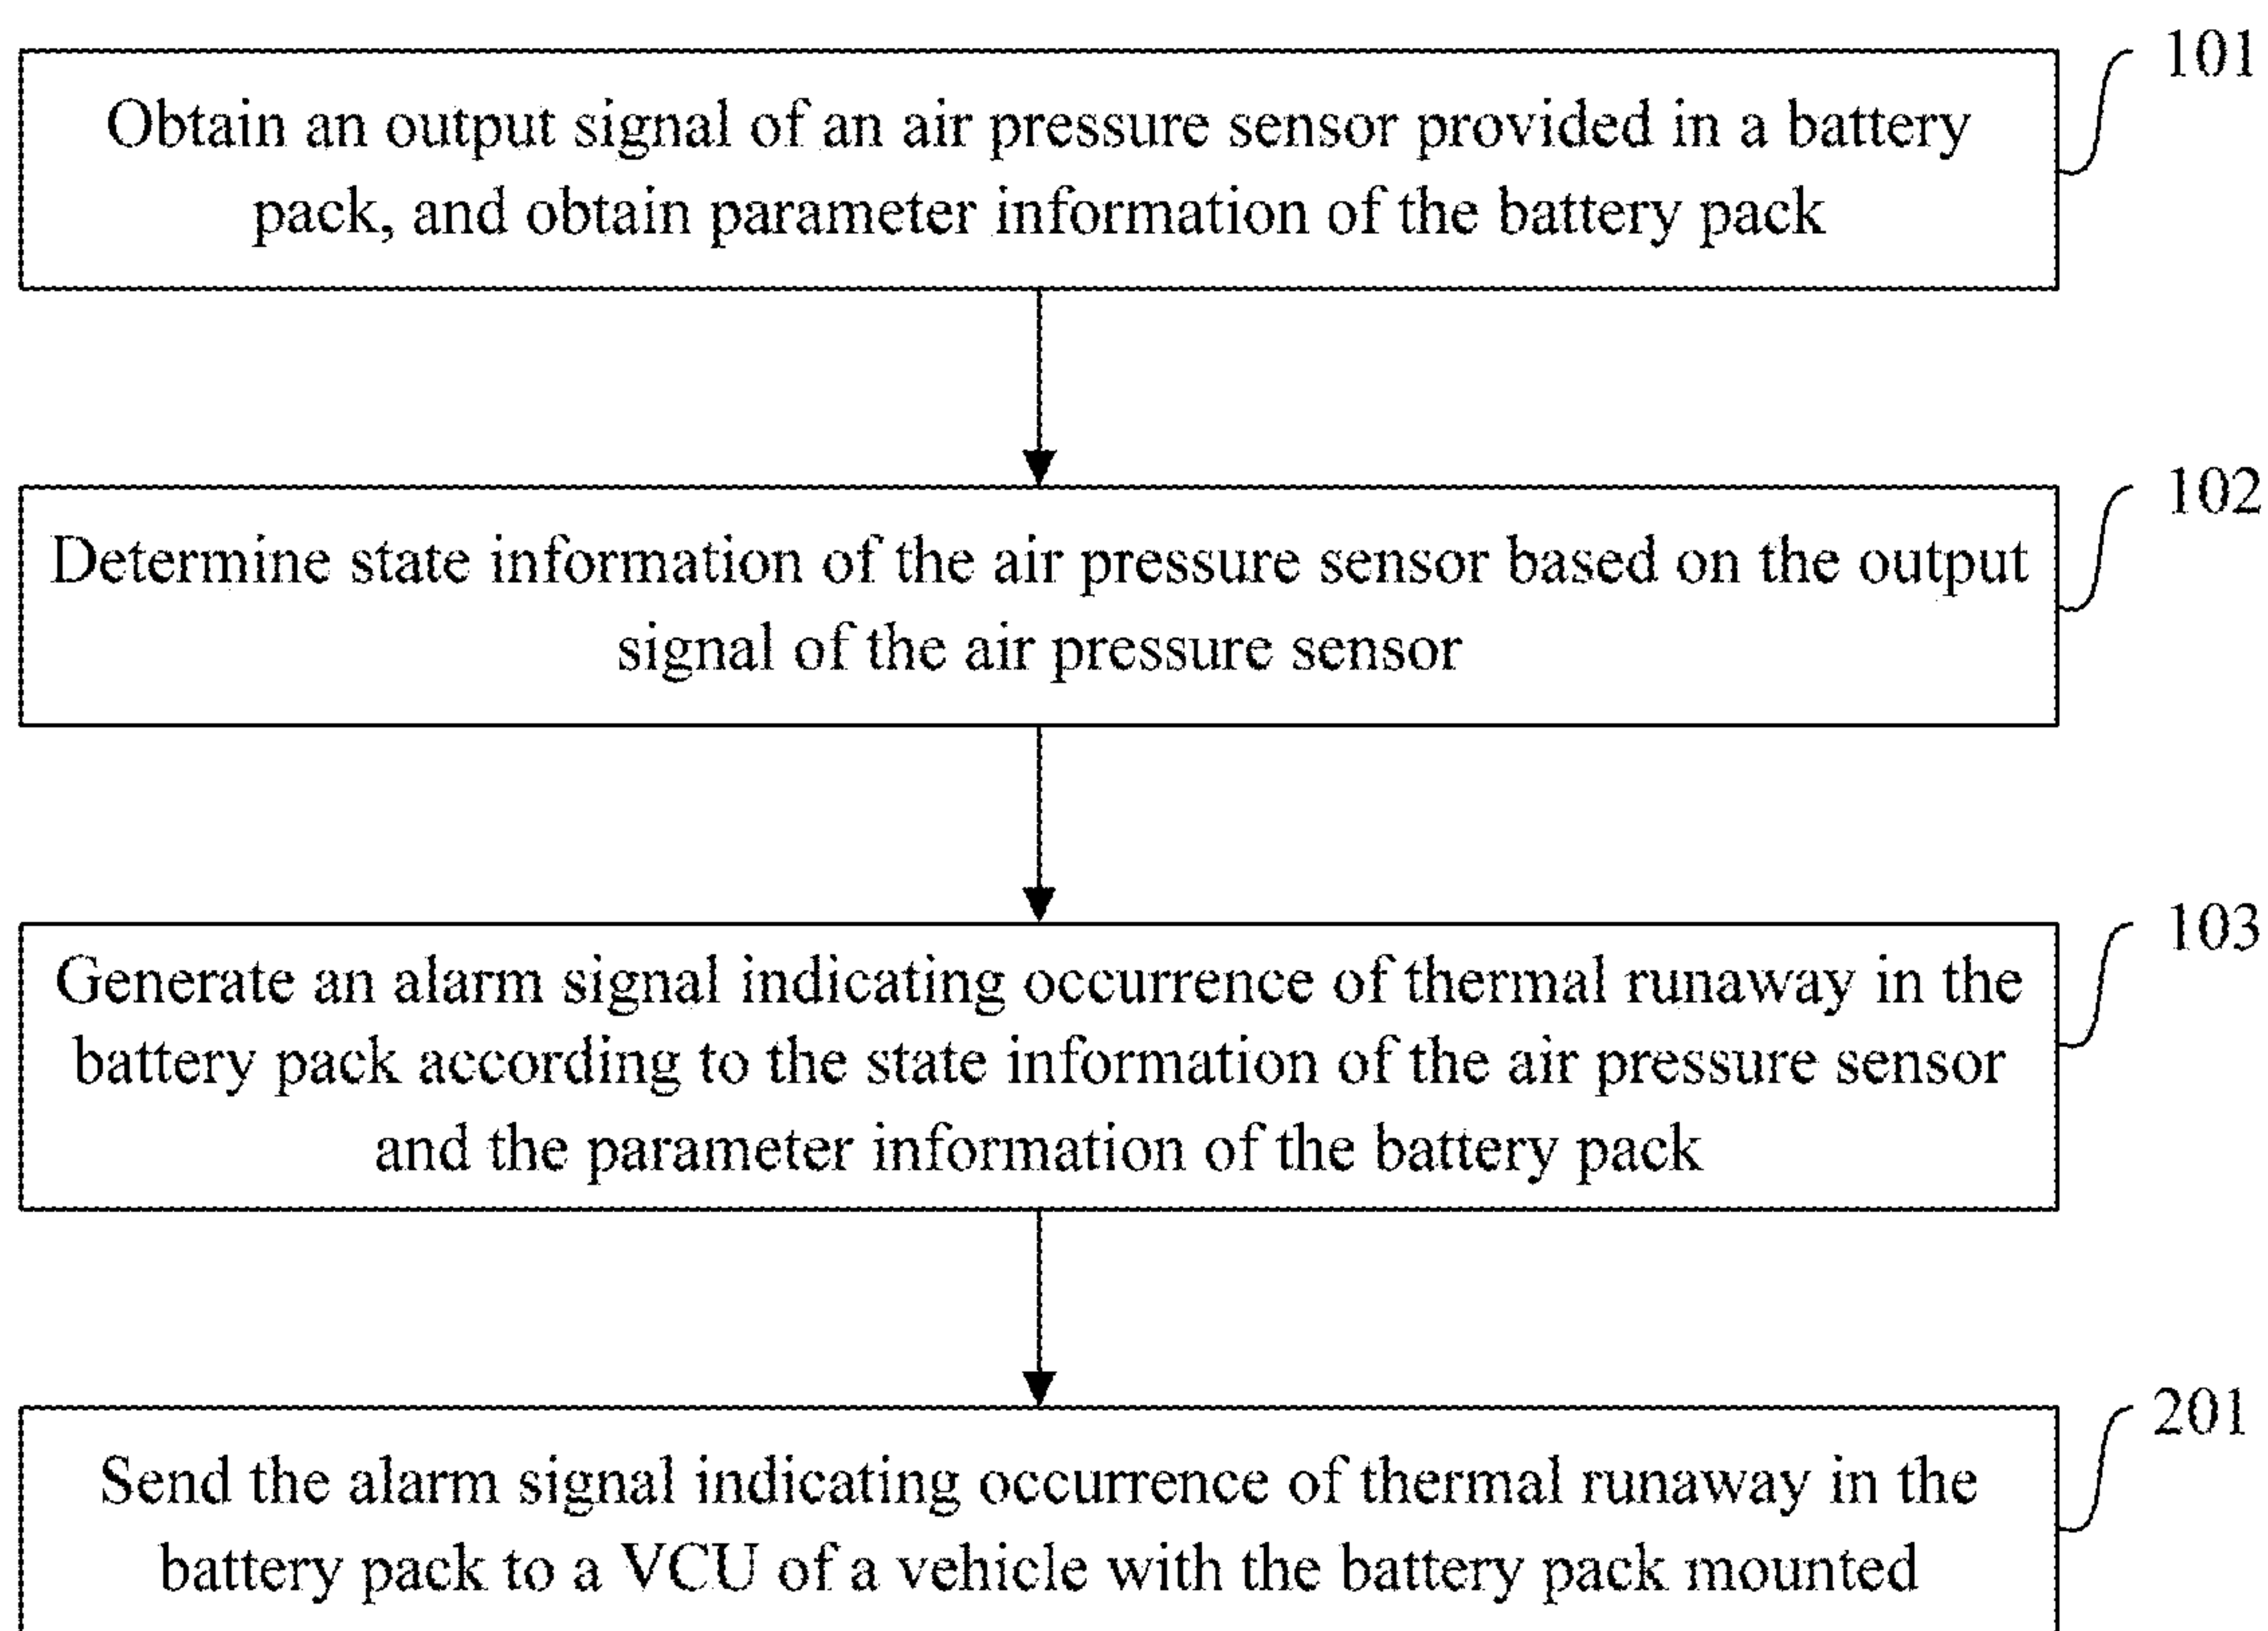 101
Obtain an output signal of an air pressure sensor provided in a battery
pack, and obtain parameter information of the battery pack
102
Determine state information of the air pressure sensor based on the output
signal of the air pressure sensor
103
Generate an alarm signal indicating occurrence of thermal runaway in the
battery pack according to the state information of the air pressure sensor
and the parameter information of the battery pack
201
Send the alarm signal indicating occurrence of thermal runaway in the
battery pack to a VCU of a vehicle with the battery pack mounted